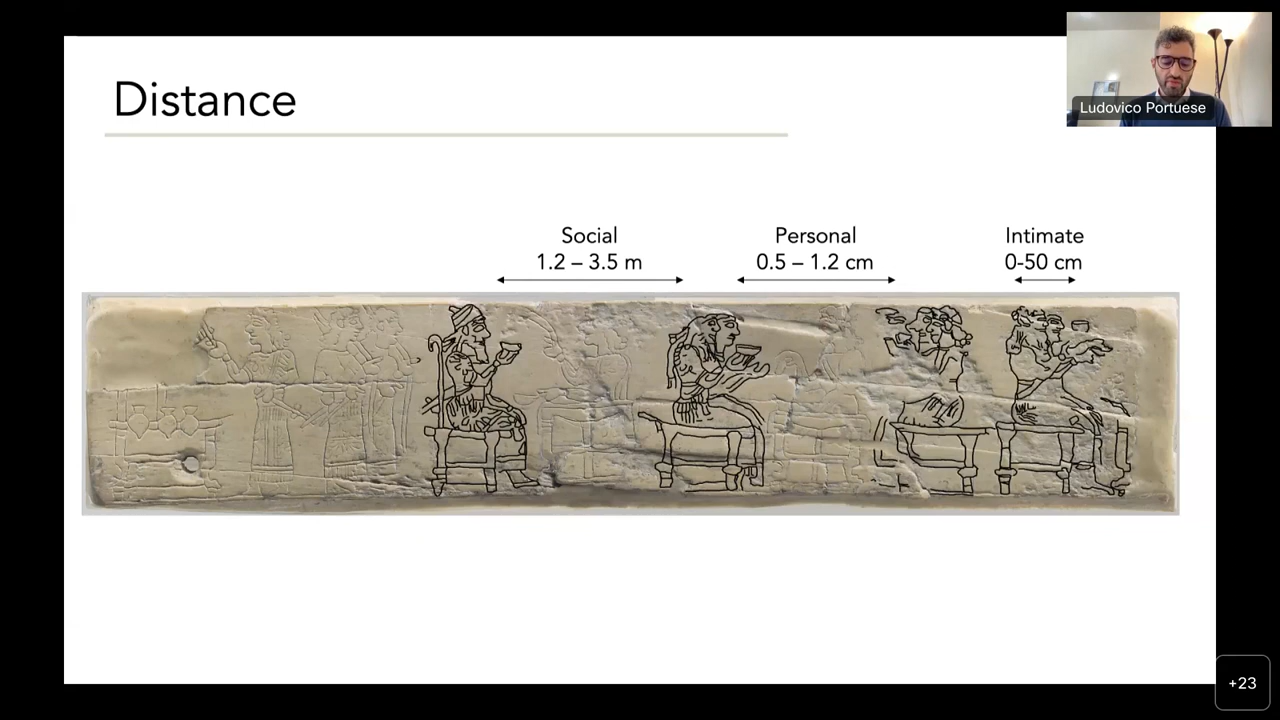 Distance
Ludovico Portuese
Social
1.2 – 3.5 m
Personal
0.5 – 1.2 cm
Intimate
0-50 cm
+23